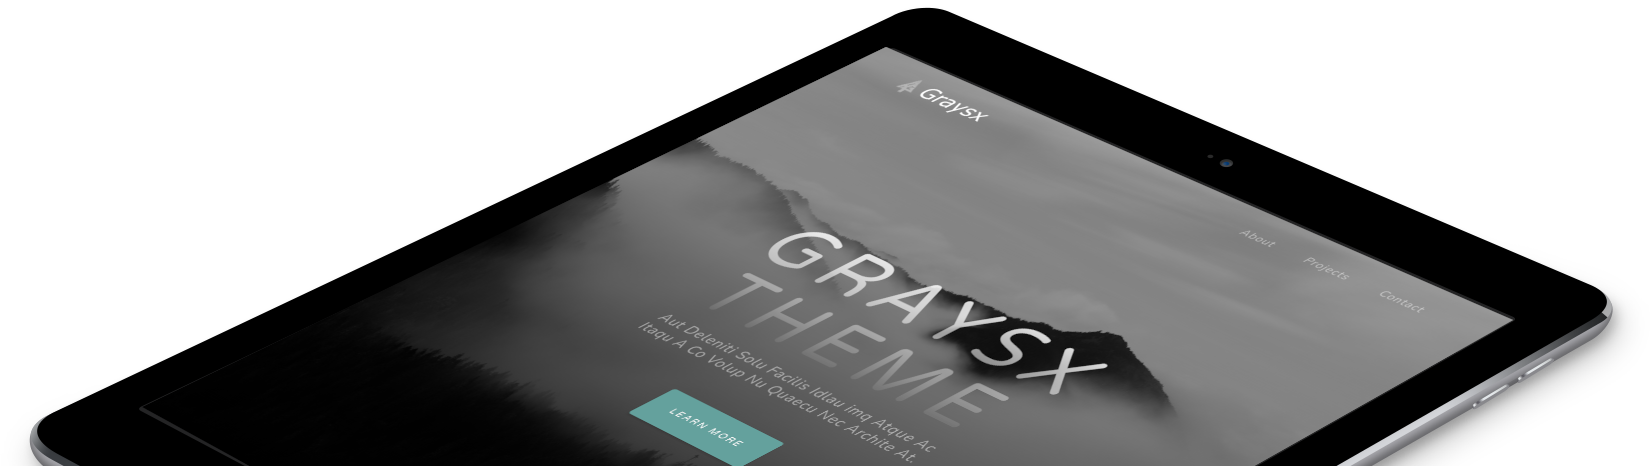 Graysx
About
Projects
Contact
GRAYSX
THEME
Aut Deleniti Solu Facilis Idlau imq Atque Ac
Itaqu A Co Volup Nu Quaecu Nec Archite At.
LEARN MORE